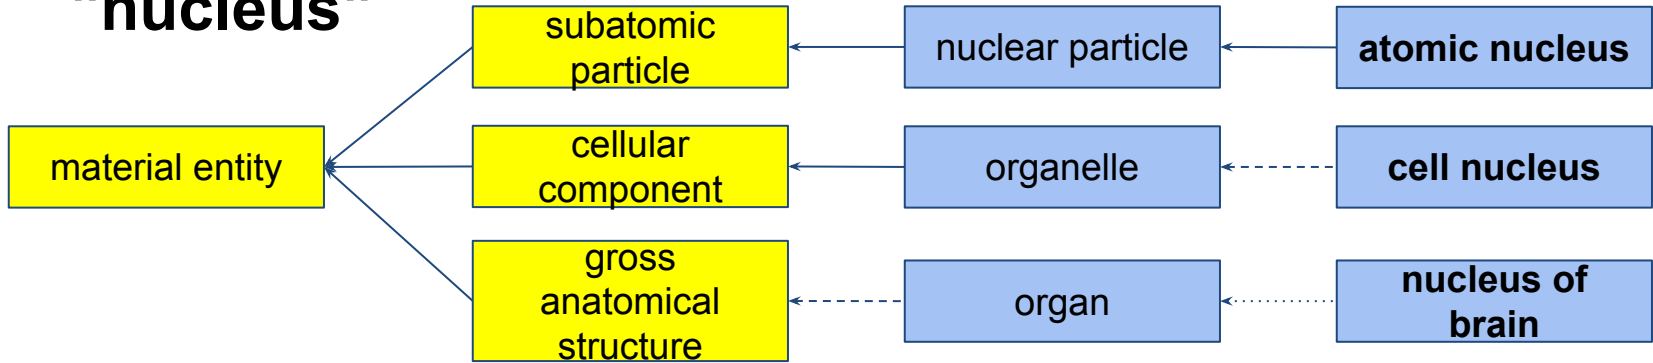 "nucleus"
subatomic
particle
nuclear particle
atomic nucleus
material entity
cellular
component
organelle
cell nucleus
gross
anatomical
structure
organ
nucleus of
brain